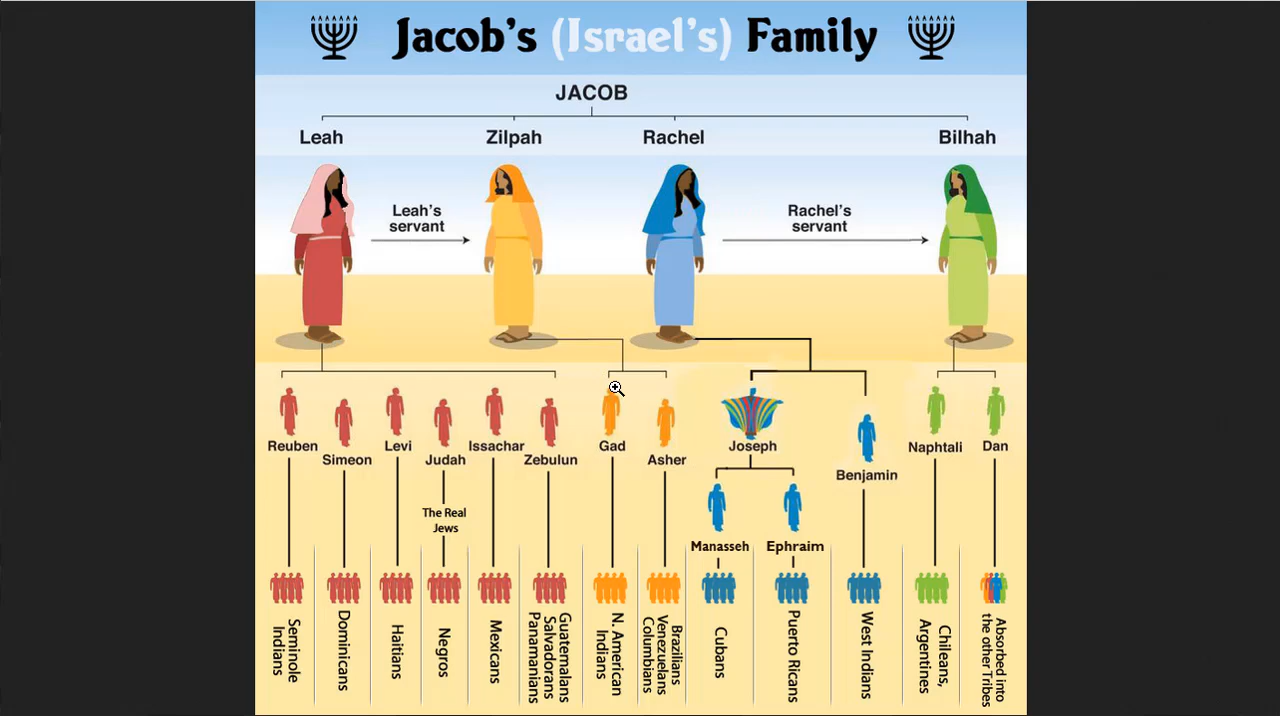 Jacob's (Israel's) Family
JACOB
Leah
Zilpah
Rachel
Bilhah
Leah's
servant
Rachel's
servant
Reuben
Simeon
Levi
Judah
Issachar
Zebulun
Gad
Asher
Joseph
Benjamin
Naphtali
Dan
The Real
Jews
Manasseh
Ephraim
Seminole
Indians
Dominicans
Haitians
Negros
Mexicans
Guatemalans
Salvadorans
Panamanians
N. American
Indians
Brazilians
Venezuelans
Columbians
Cubans
Puerto Ricans
West Indians
Chileans,
Argentines
Absorbed into
the other Tribes